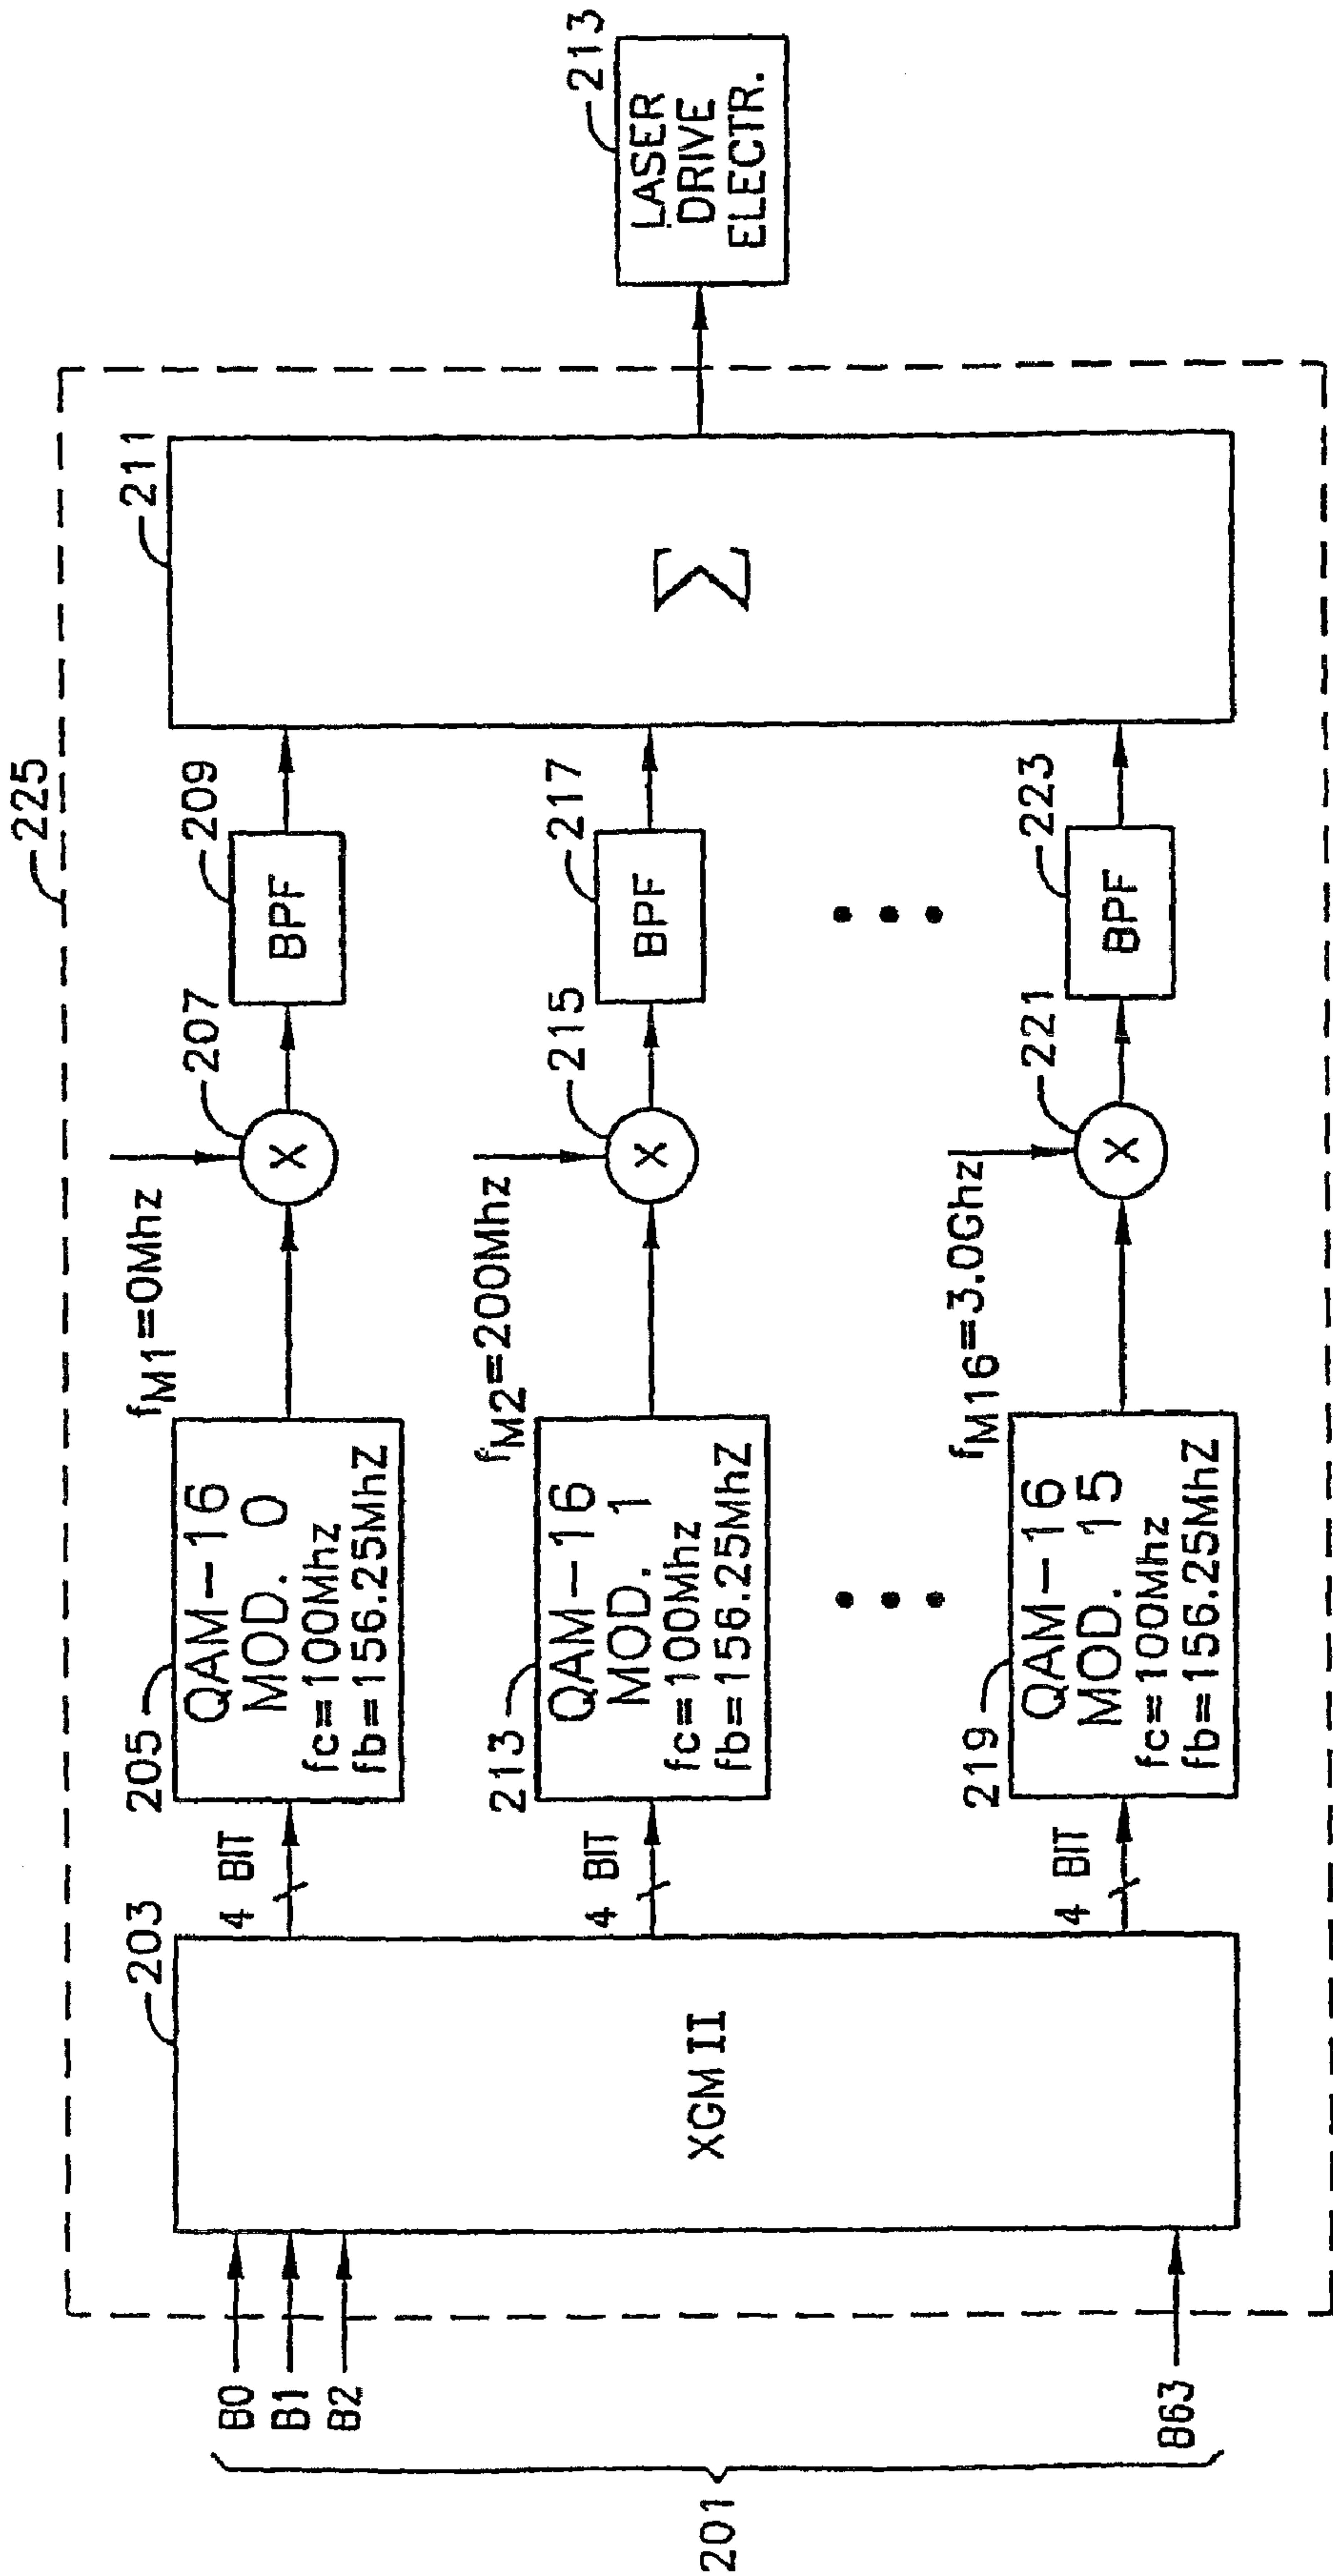 225
201
B0
B1
B2
B63
203
XGM II
4 BIT
4 BIT
4 BIT
205
QAM-16
MOD. 0
fc=100Mhz
fb=156.25MhZ
213
QAM-16
MOD. 1
fc=100Mhz
fb=156.25MhZ
219
QAM-16
MOD. 15
fc=100Mhz
fb=156.25MhZ
fM1=0Mhz
fM2=200Mhz
fM16=3.0Ghz
207
X
215
X
221
X
209
BPF
217
BPF
223
BPF
211
Σ
213
LASER
DRIVE
ELECTR.